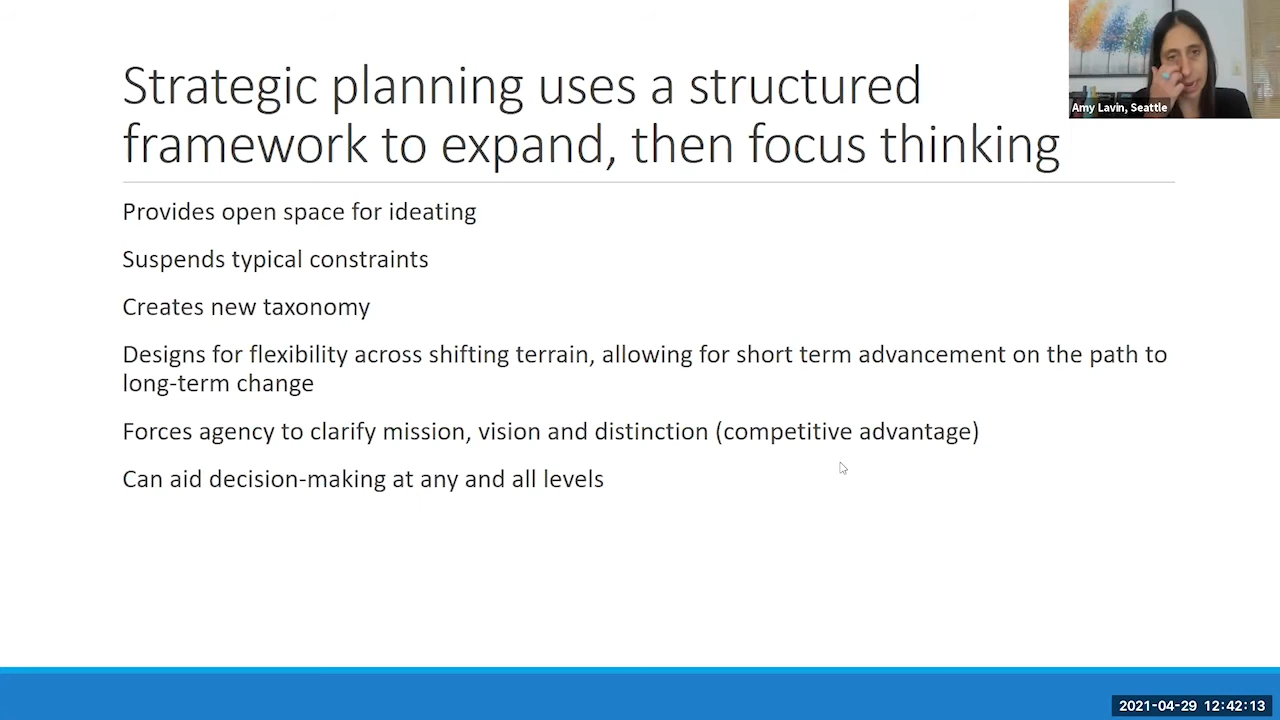 Strategic planning uses a structured
framework to expand, then focus thinking
Amy Lavin, Seattle
Provides open space for ideating
Suspends typical constraints
Creates new taxonomy
Designs for flexibility across shifting terrain, allowing for short term advancement on the path to
long-term change
Forces agency to clarify mission, vision and distinction (competitive advantage)
Can aid decision-making at any and all levels
2021-04-29 12:42:13